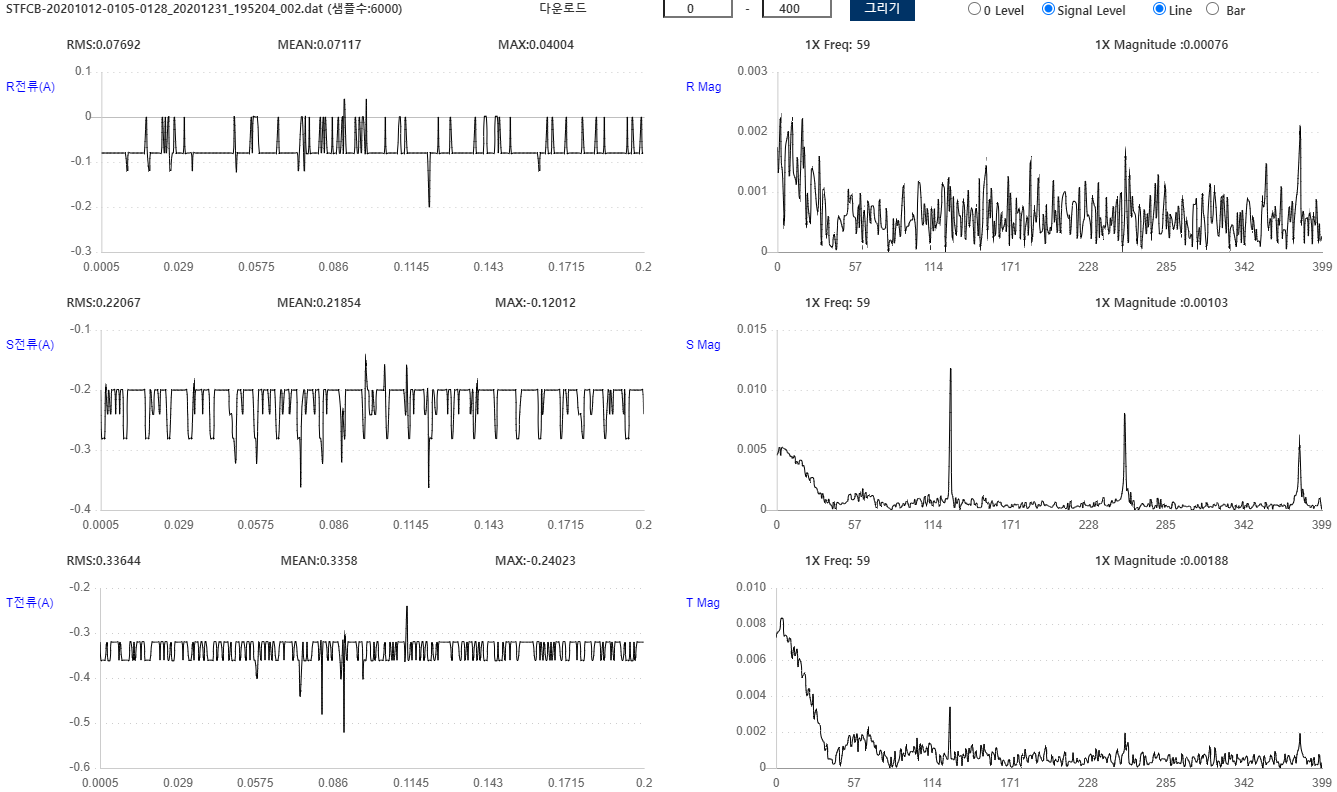 STFCB-20201012-0105-0128_20201231_195204_002.dat (샘플수:6000) 다운로드 0 - 400 그리기 0 Level Signal Level Line Bar
RMS:0.07692 MEAN:0.07117 MAX:0.04004 1X Freq: 59 1X Magnitude :0.00076
R전류(A)
0.1
0
-0.1
-0.2
-0.3
0.0005 0.029 0.0575 0.086 0.1145 0.143 0.1715 0.2
R Mag
0.003
0.002
0.001
0
0 57 114 171 228 285 342 399
RMS:0.22067 MEAN:0.21854 MAX:-0.12012 1X Freq: 59 1X Magnitude :0.00103
S전류(A)
-0.1
-0.2
-0.3
-0.4
0.0005 0.029 0.0575 0.086 0.1145 0.143 0.1715 0.2
S Mag
0.015
0.010
0.005
0
0 57 114 171 228 285 342 399
RMS:0.33644 MEAN:0.3358 MAX:-0.24023 1X Freq: 59 1X Magnitude :0.00188
T전류(A)
-0.2
-0.3
-0.4
-0.5
-0.6
0.0005 0.029 0.0575 0.086 0.1145 0.143 0.1715 0.2
T Mag
0.010
0.008
0.006
0.004
0.002
0
0 57 114 171 228 285 342 399